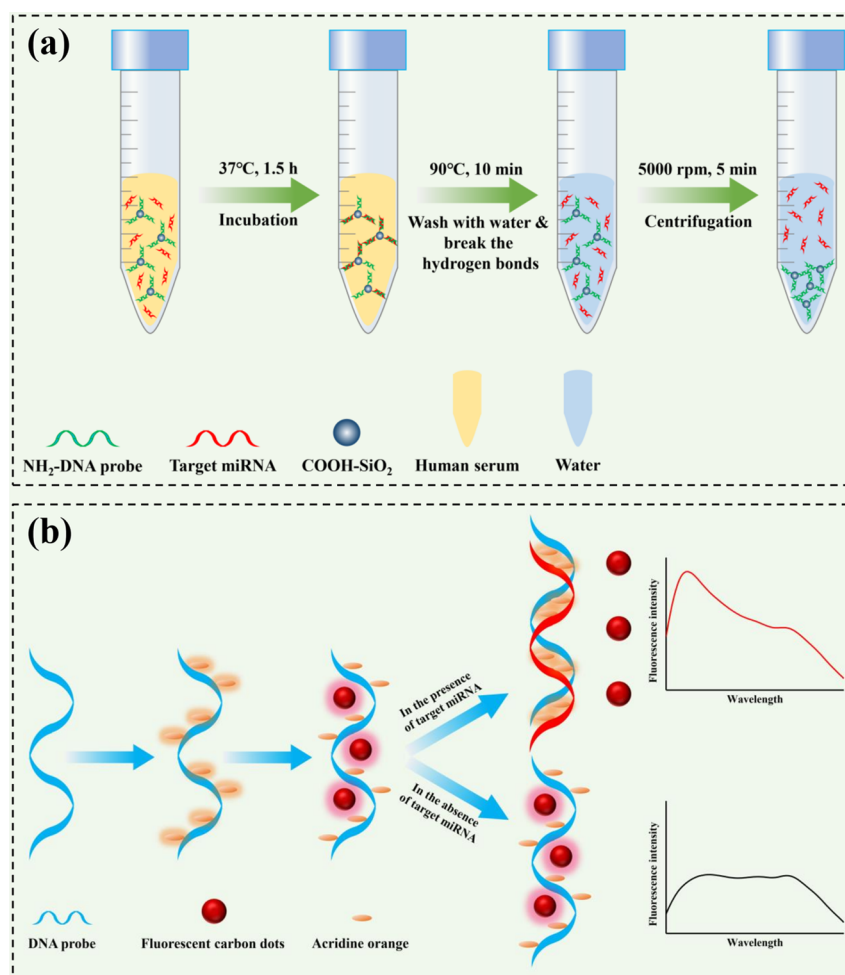 (a)
37℃, 1.5 h
Incubation
90℃, 10 min
Wash with water &
break the
hydrogen bonds
5000 rpm, 5 min
Centrifugation
NH₂-DNA probe
Target miRNA
COOH-SiO₂
Human serum
Water
(b)
In the presence
of target miRNA
In the absence
of target miRNA
Fluorescence intensity
Wavelength
Fluorescence intensity
Wavelength
DNA probe
Fluorescent carbon dots
Acridine orange